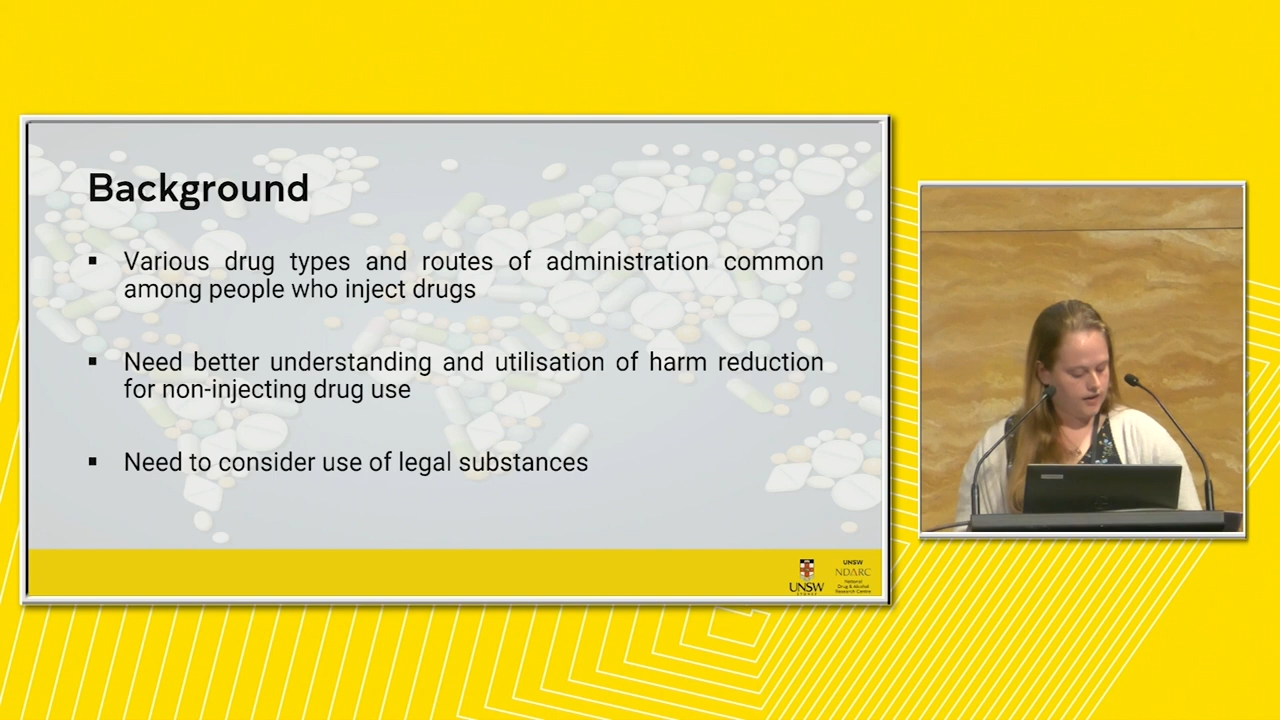 Background
▪ Various drug types and routes of administration common
among people who inject drugs
▪ Need better understanding and utilisation of harm reduction
for non-injecting drug use
▪ Need to consider use of legal substances
UNSW
SYDNEY
UNSW
NDARC
National
Drug & Alcohol
Research Centre